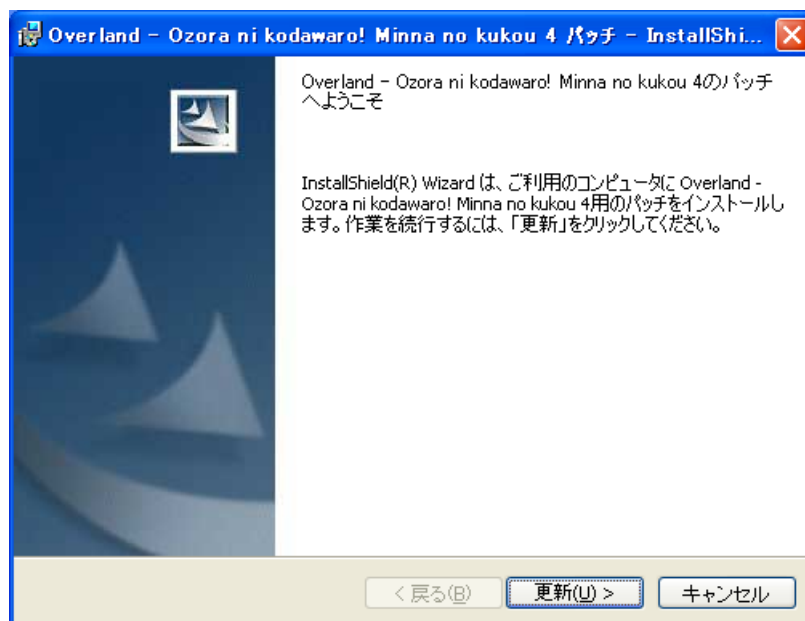 Overland - Ozora ni kodawaro! Minna no kukou 4 パッチ - InstallShi...
Overland - Ozora ni kodawaro! Minna no kukou 4のパッチ
へようこそ
InstallShield(R) Wizard は、ご利用のコンピュータに Overland -
Ozora ni kodawaro! Minna no kukou 4用のパッチをインストールし
ます。作業を続行するには、「更新」をクリックしてください。
< 戻る(B)
更新(U) >
キャンセル